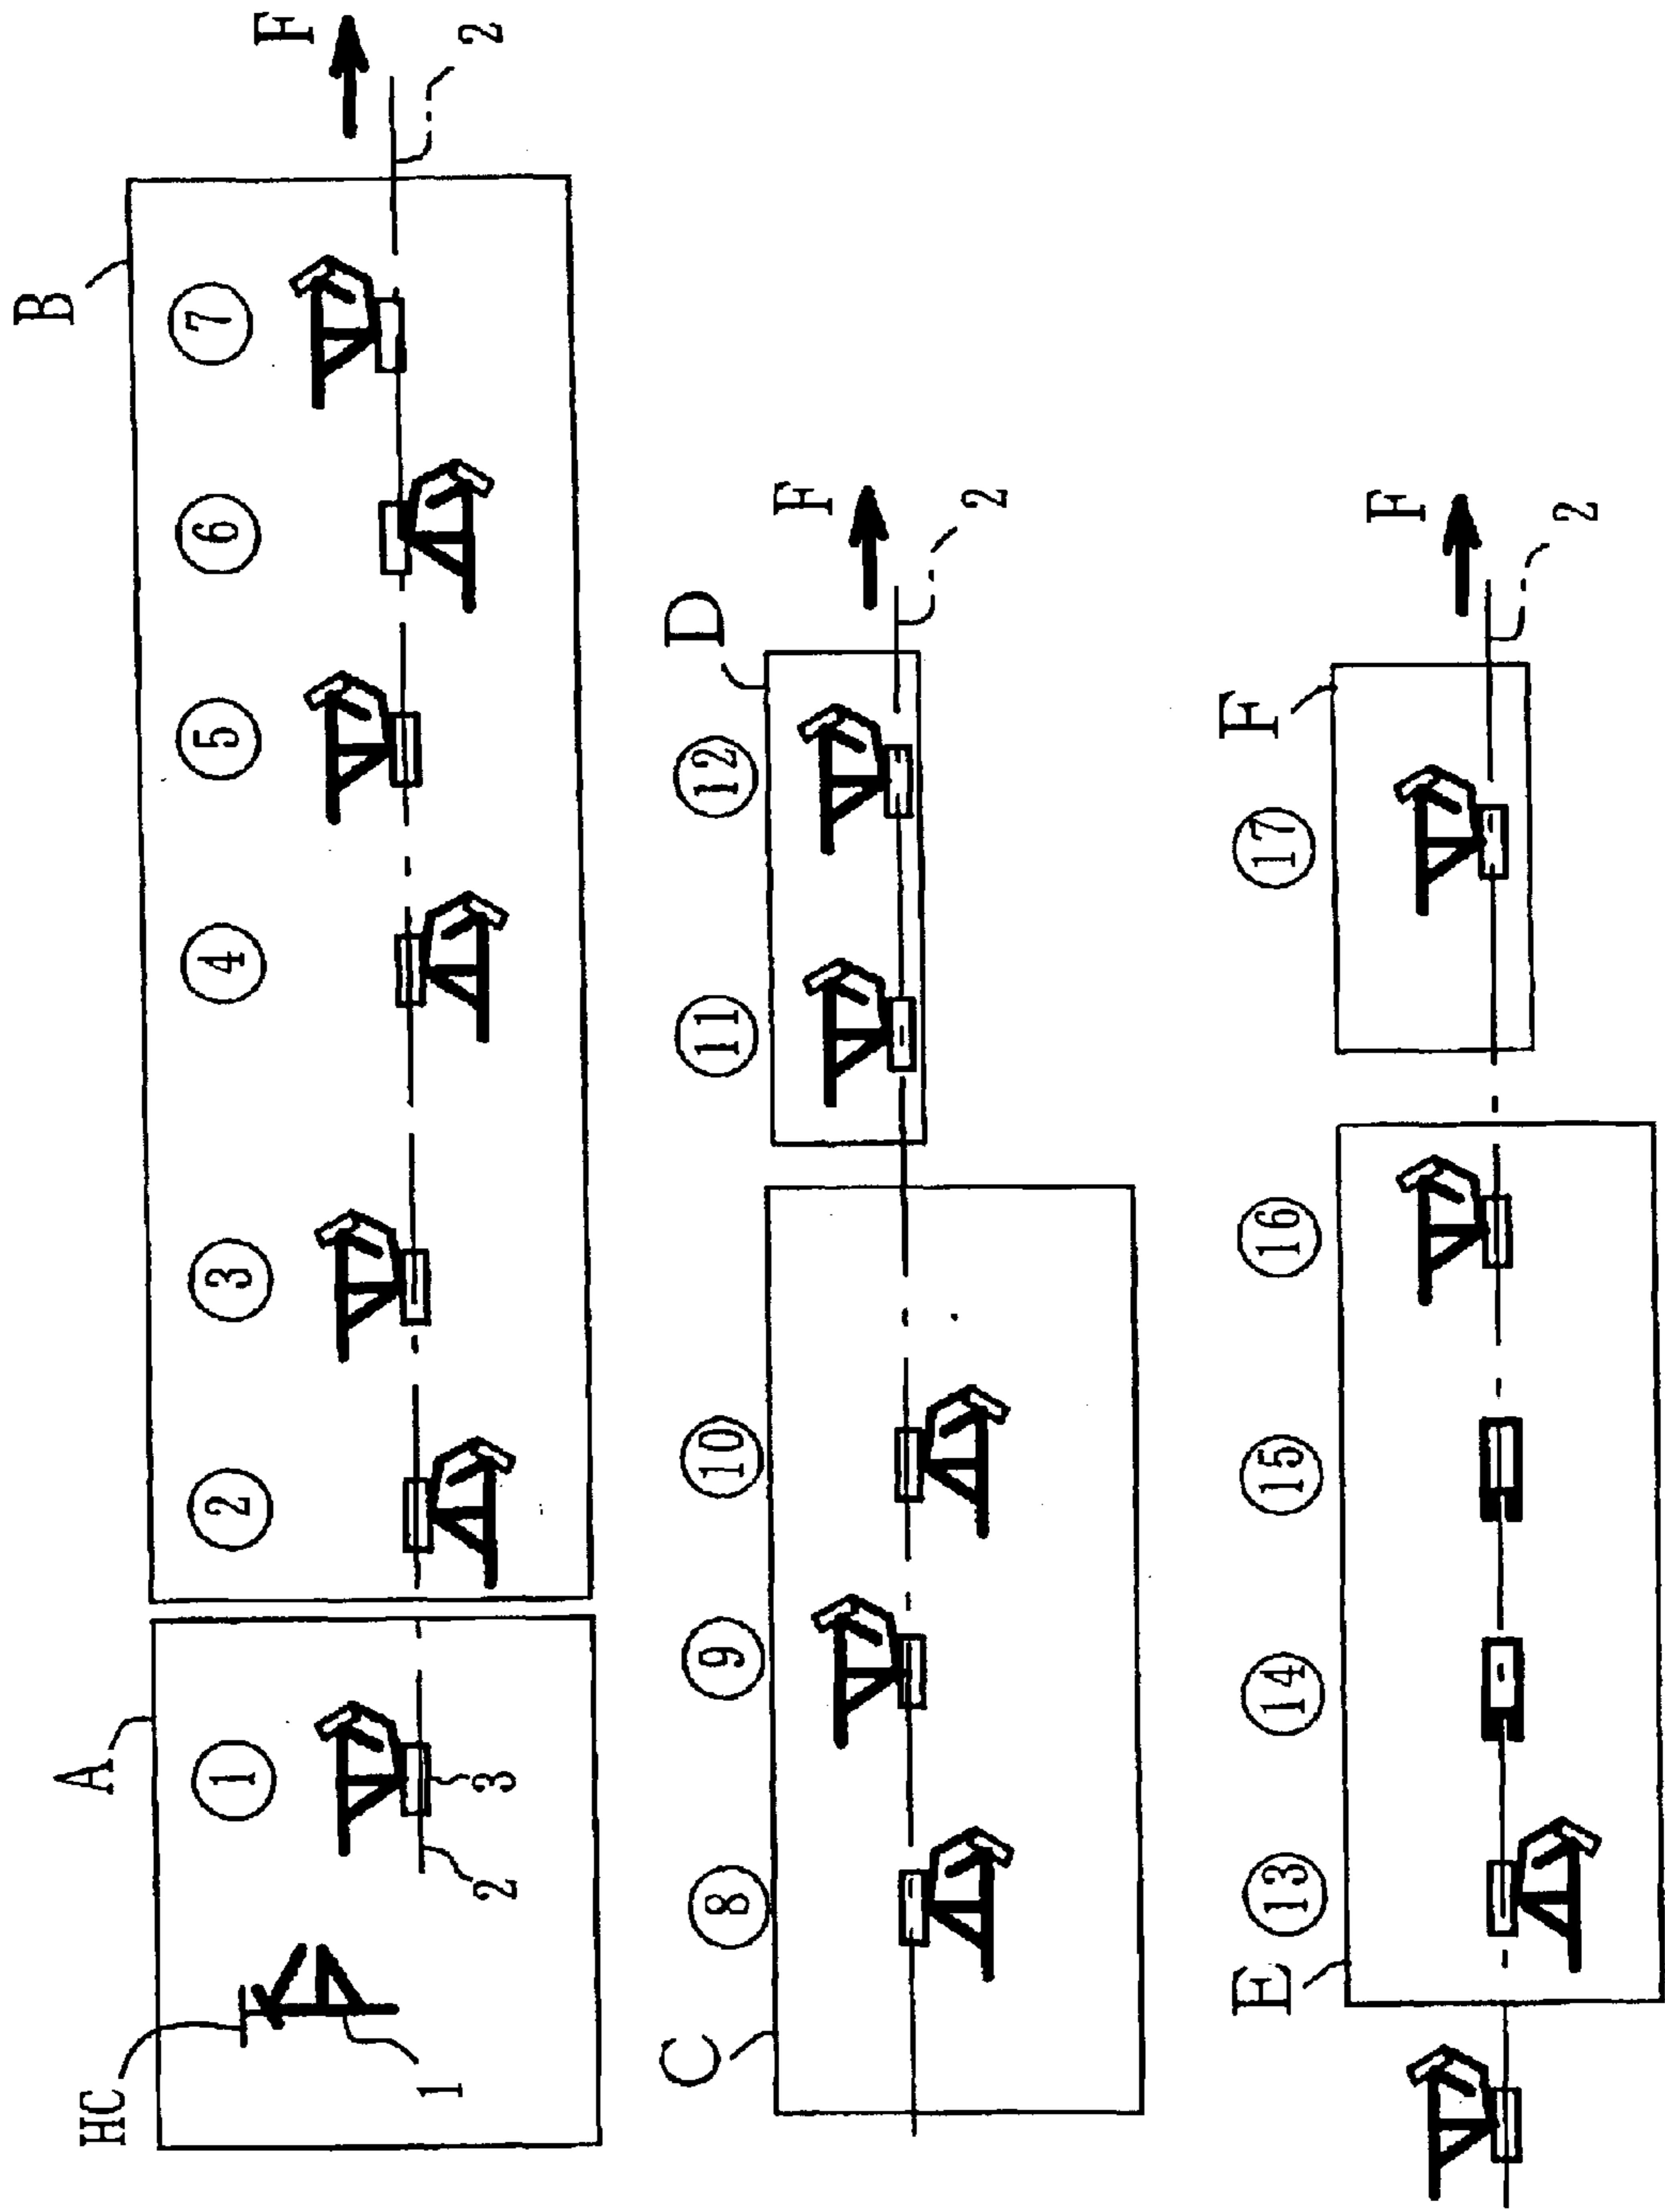 HC
1
A
①
3
2
B
②
③
④
⑤
⑥
⑦
F
2
C
⑧
⑨
⑩
D
⑪
⑫
F
2
E
⑬
⑭
⑮
⑯
F
⑰
F
2